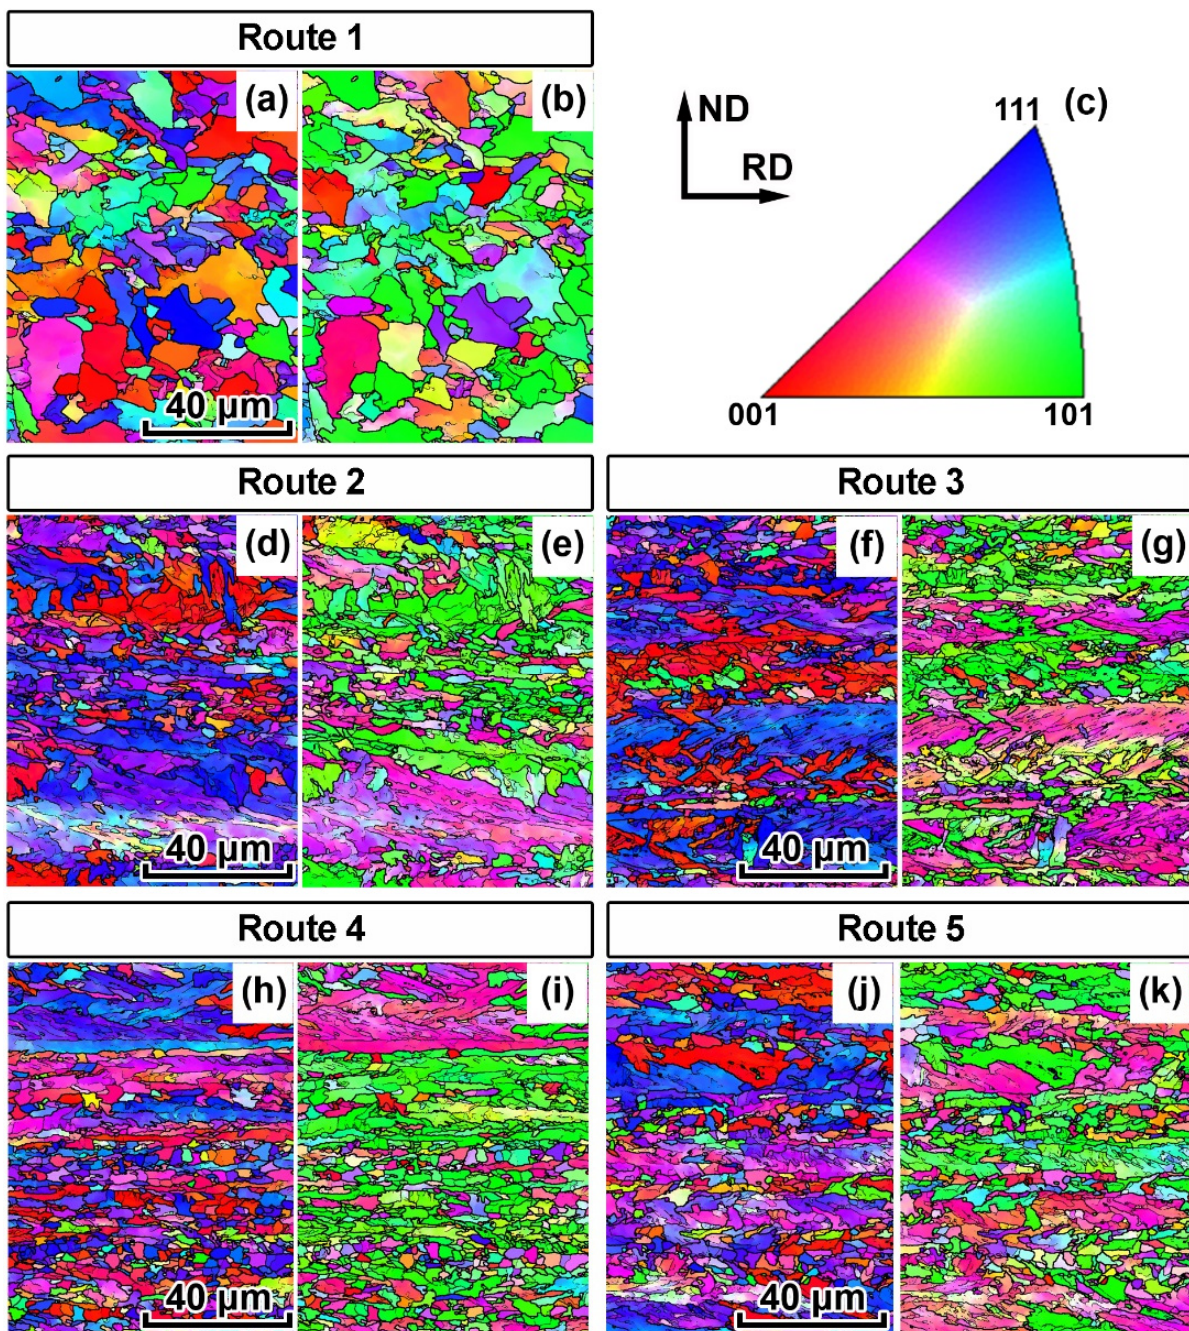 Route 1
(a)
(b)
40 µm
ND
RD
111
(c)
001
101
Route 2
(d)
(e)
40 µm
Route 3
(f)
(g)
40 µm
Route 4
(h)
(i)
40 µm
Route 5
(j)
(k)
40 µm